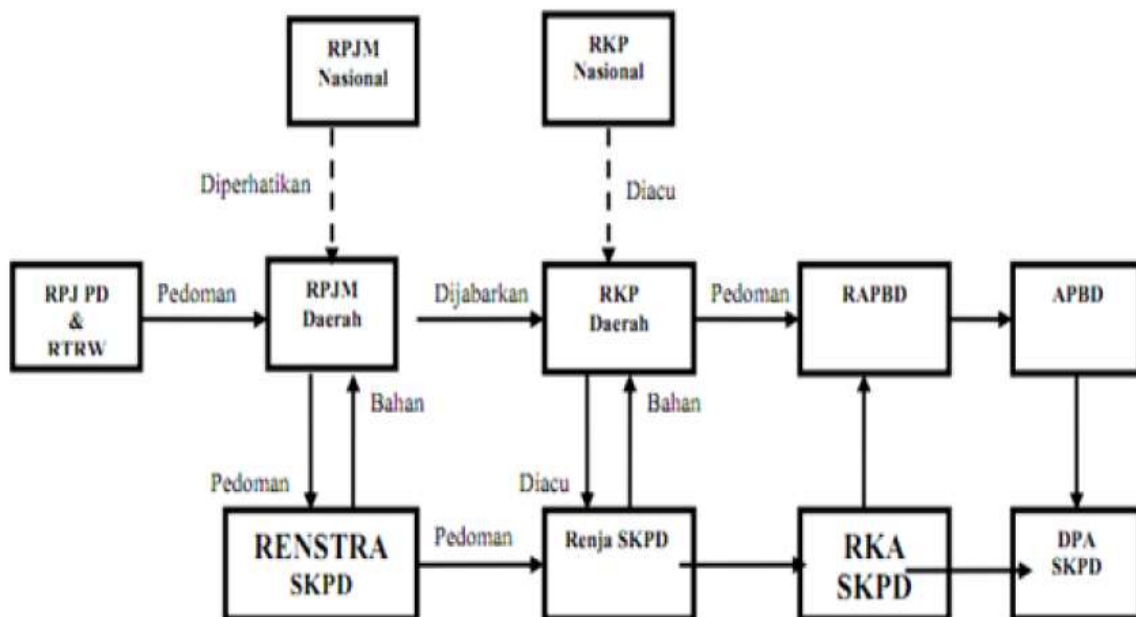 RPJM
Nasional
RKP
Nasional
Diperhatikan
Diacu
RPJ PD
&
RTRW
Pedoman
RPJM
Daerah
Dijabarkan
RKP
Daerah
Pedoman
RAPBD
APBD
Bahan
Bahan
Pedoman
Diacu
RENSTRA
SKPD
Pedoman
Renja SKPD
RKA
SKPD
DPA
SKPD